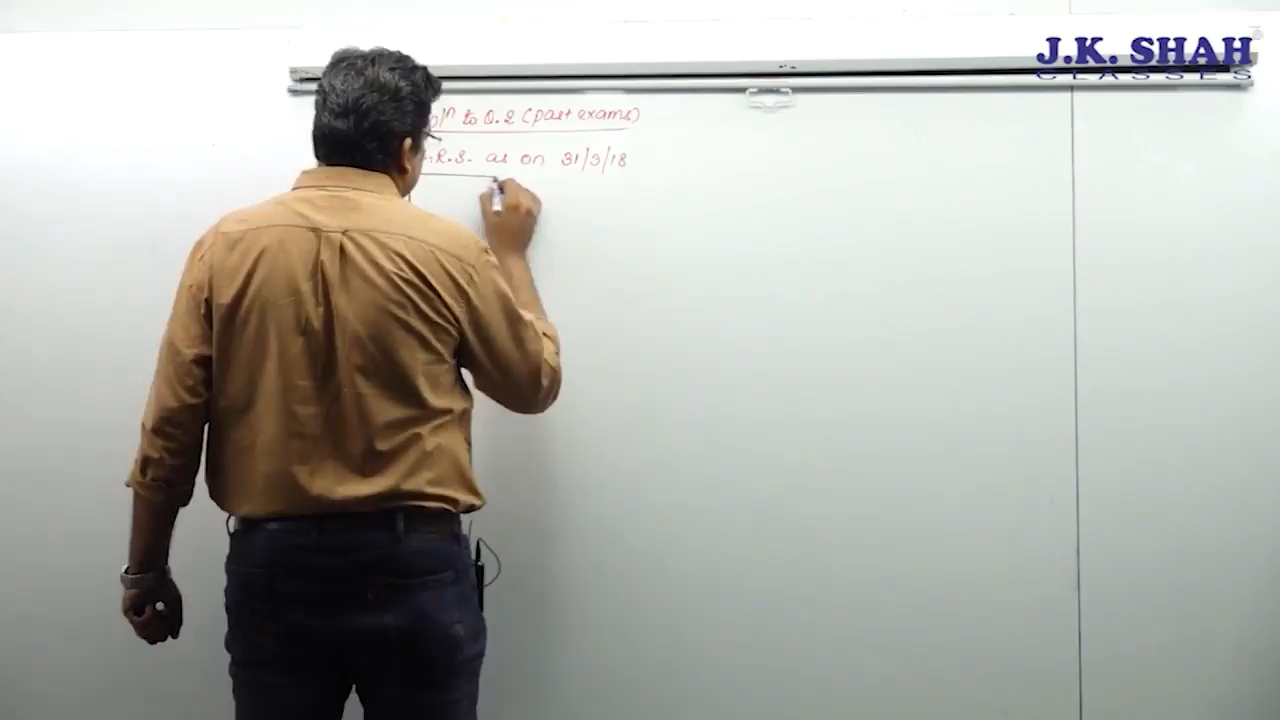 to Q.2 (past exams)
.R.S. as on 31/3/18
J.K. SHAH
CLASSES